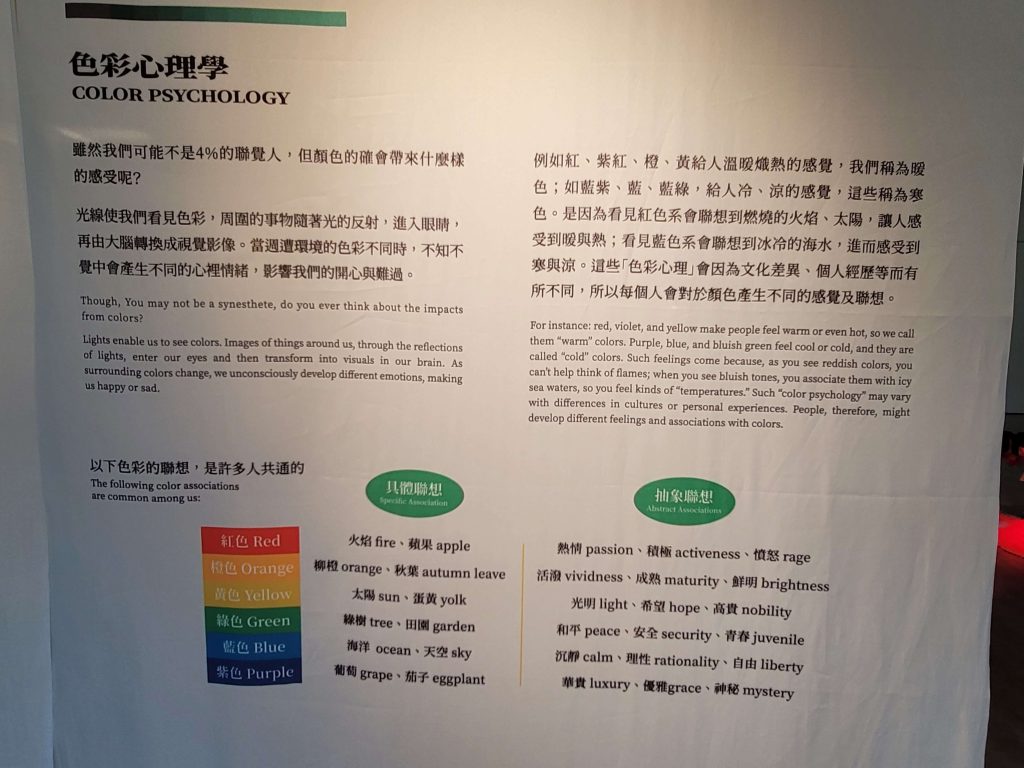 色彩心理學
COLOR PSYCHOLOGY
雖然我們可能不是4%的聯覺人，但顏色的確會帶來什麼樣
的感受呢?
光線使我們看見色彩，周圍的事物隨著光的反射，進入眼睛，
再由大腦轉換成視覺影像。當週遭環境的色彩不同時，不知不
覺中會產生不同的心裡情緒，影響我們的開心與難過。
Though, You may not be a synesthete, do you ever think about the impacts
from colors?
Lights enable us to see colors. Images of things around us, through the reflections
of lights, enter our eyes and then transform into visuals in our brain. As
surrounding colors change, we unconsciously develop different emotions, making
us happy or sad.
例如紅、紫紅、橙、黃給人溫暖熾熱的感覺，我們稱為暖
色；如藍紫、藍、藍綠，給人冷、涼的感覺，這些稱為寒
色。是因為看見紅色系會聯想到燃燒的火焰、太陽，讓人感
受到暖與熱；看見藍色系會聯想到冰冷的海水，進而感受到
寒與涼。這些「色彩心理」會因為文化差異、個人經歷等而有
所不同，所以每個人會對於顏色產生不同的感覺及聯想。
For instance: red, violet, and yellow make people feel warm or even hot, so we call
them “warm” colors. Purple, blue, and bluish green feel cool or cold, and they are
called “cold” colors. Such feelings come because, as you see reddish colors, you
can't help think of flames; when you see bluish tones, you associate them with icy
sea waters, so you feel kinds of “temperatures.” Such “color psychology” may vary
with differences in cultures or personal experiences. People, therefore, might
develop different feelings and associations with colors.
以下色彩的聯想，是許多人共通的
The following color associations
are common among us:
具體聯想
Specific Association
抽象聯想
Abstract Associations
紅色 Red 火焰 fire、蘋果 apple 熱情 passion、積極 activeness、憤怒 rage
橙色 Orange 柳橙 orange、秋葉 autumn leave 活潑 vividness、成熟 maturity、鮮明 brightness
黃色 Yellow 太陽 sun、蛋黃 yolk 光明 light、希望 hope、高貴 nobility
綠色 Green 綠樹 tree、田園 garden 和平 peace、安全 security、青春 juvenile
藍色 Blue 海洋 ocean、天空 sky 沉靜 calm、理性 rationality、自由 liberty
紫色 Purple 葡萄 grape、茄子 eggplant 華貴 luxury、優雅grace、神秘 mystery